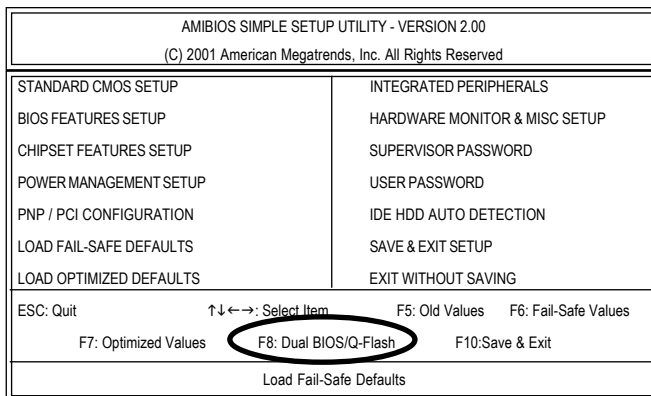 AMIBIOS SIMPLE SETUP UTILITY - VERSION 2.00
(C) 2001 American Megatrends, Inc. All Rights Reserved
STANDARD CMOS SETUP
BIOS FEATURES SETUP
CHIPSET FEATURES SETUP
POWER MANAGEMENT SETUP
PNP / PCI CONFIGURATION
LOAD FAIL-SAFE DEFAULTS
LOAD OPTIMIZED DEFAULTS
INTEGRATED PERIPHERALS
HARDWARE MONITOR & MISC SETUP
SUPERVISOR PASSWORD
USER PASSWORD
IDE HDD AUTO DETECTION
SAVE & EXIT SETUP
EXIT WITHOUT SAVING
ESC: Quit ↑↓←→: Select Item F5: Old Values F6: Fail-Safe Values
F7: Optimized Values F8: Dual BIOS/Q-Flash F10:Save & Exit
Load Fail-Safe Defaults